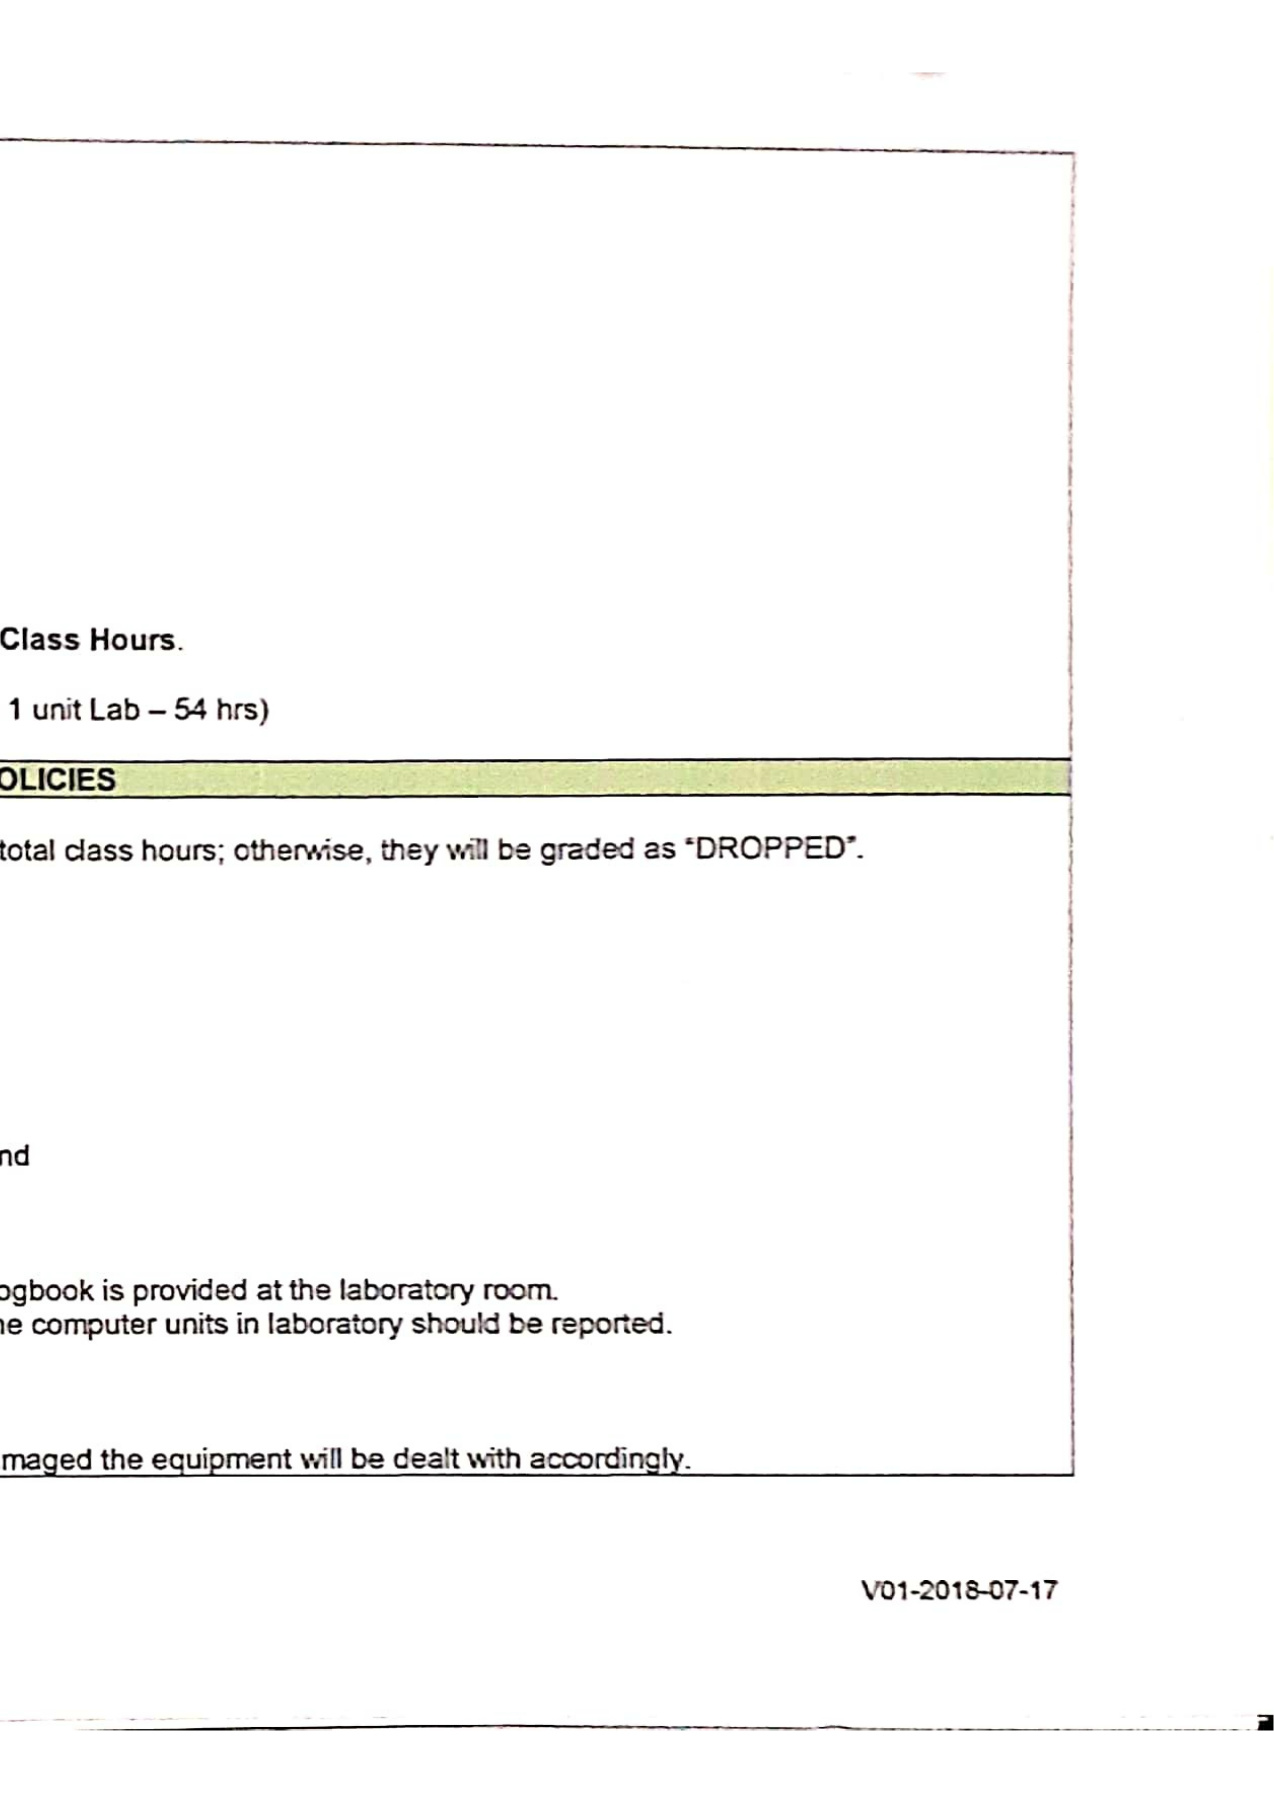 Class Hours.
1 unit Lab – 54 hrs)
OLICIES
total class hours; otherwise, they will be graded as "DROPPED".
nd
ogbook is provided at the laboratory room.
he computer units in laboratory should be reported.
maged the equipment will be dealt with accordingly.
V01-2018-07-17